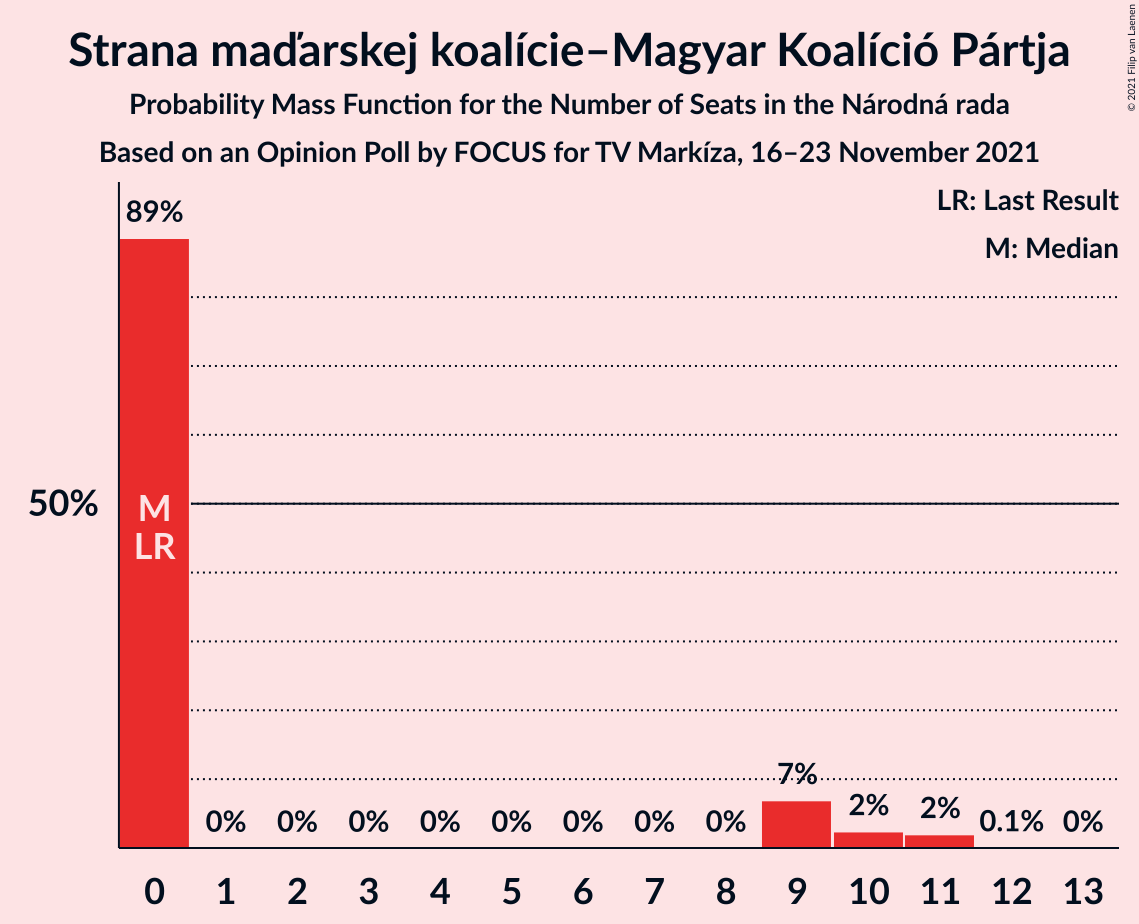 Strana maďarskej koalície–Magyar Koalíció Pártja
Probability Mass Function for the Number of Seats in the Národná rada
Based on an Opinion Poll by FOCUS for TV Markíza, 16–23 November 2021
© 2021 Filip van Laenen
LR: Last Result
M: Median
89%
50%
M
LR
0% 0% 0% 0% 0% 0% 0% 0% 7% 2% 2% 0.1% 0%
0 1 2 3 4 5 6 7 8 9 10 11 12 13